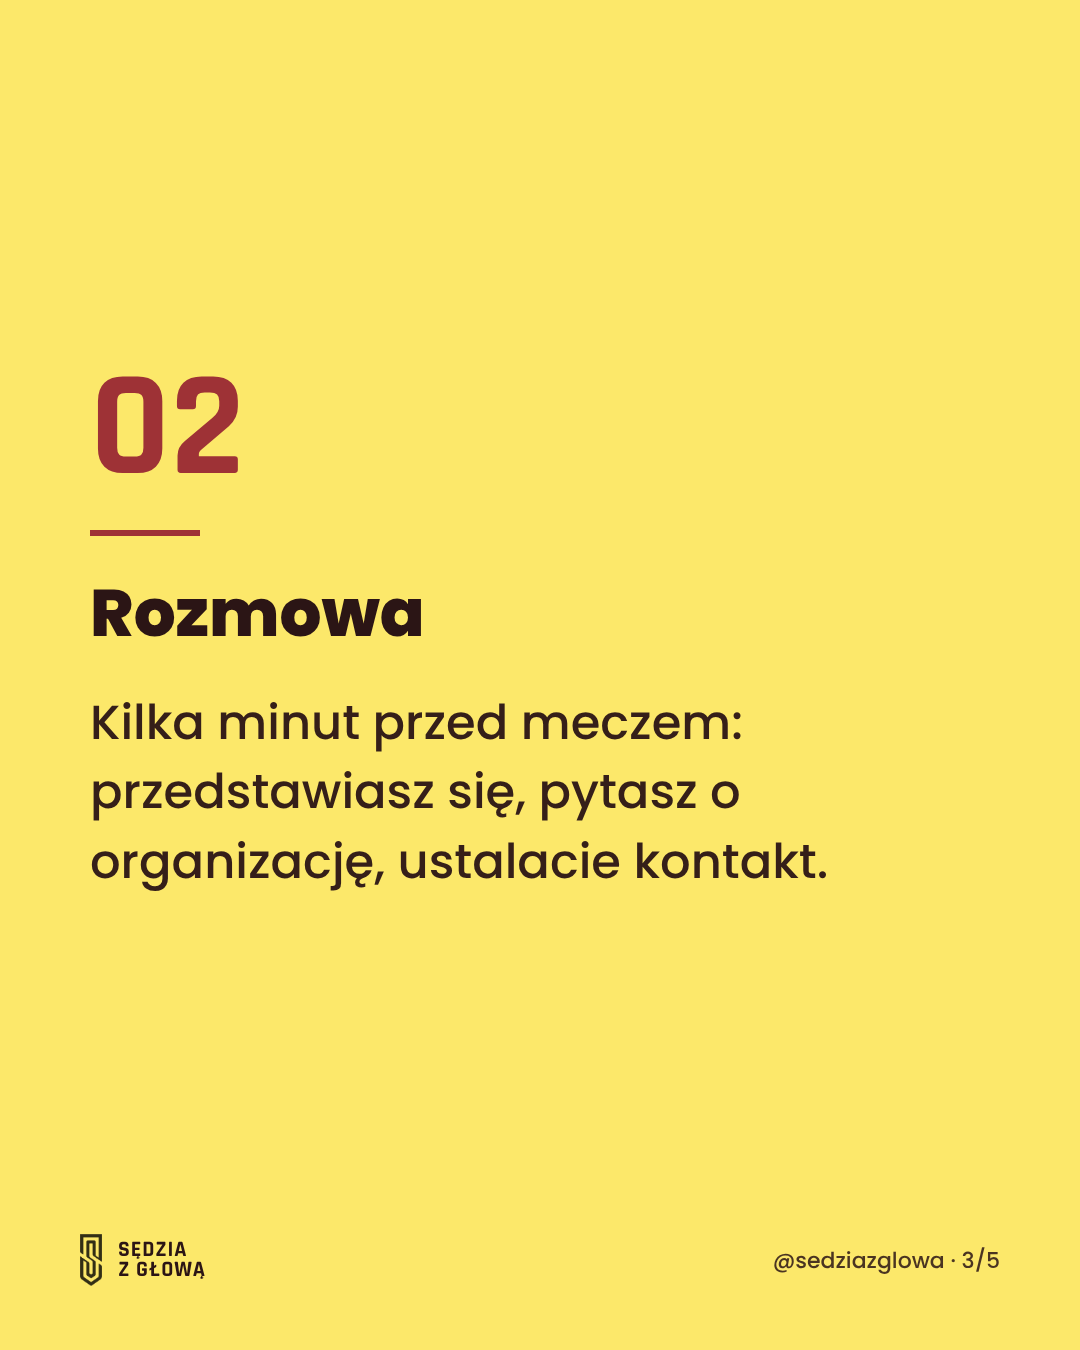 02
Rozmowa
Kilka minut przed meczem:
przedstawiasz się, pytasz o
organizację, ustalacie kontakt.
SĘDZIA
Z GŁOWĄ
@sedziazglowa · 3/5